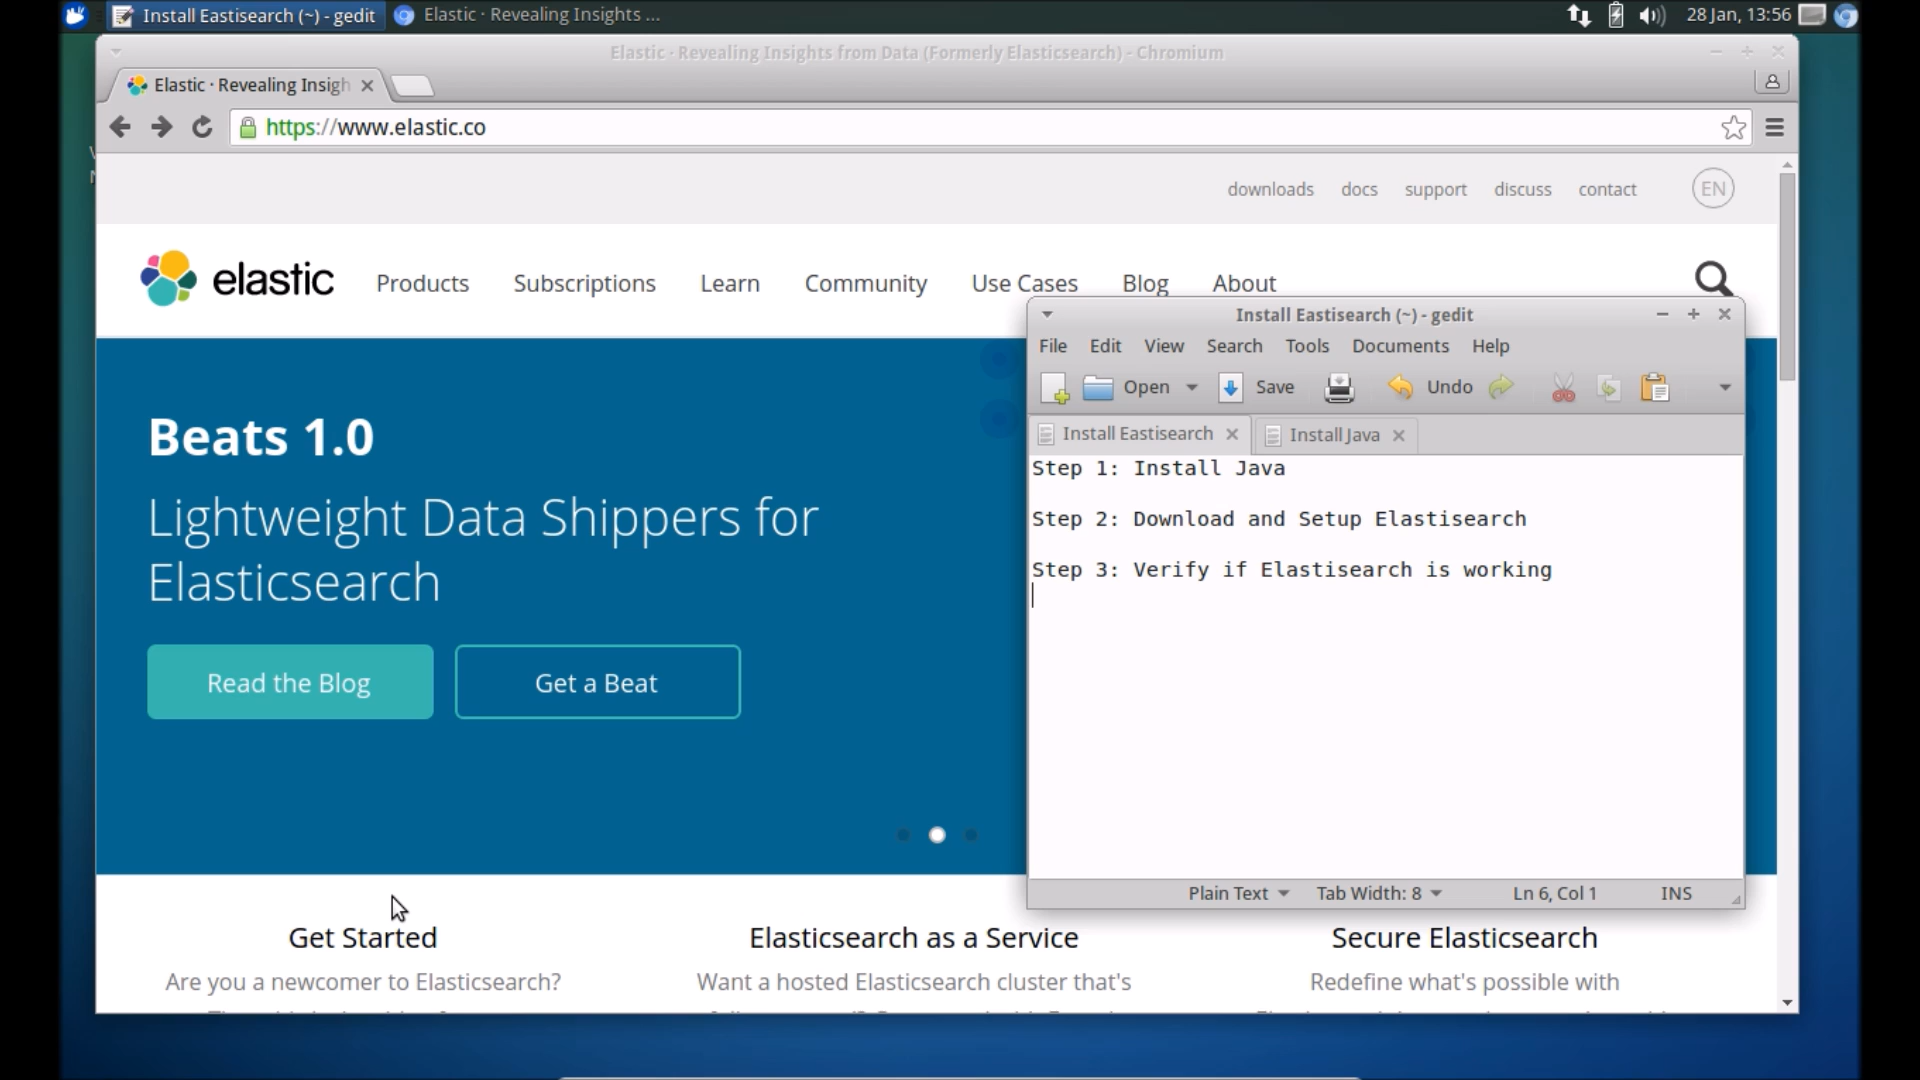 Install Eastisearch (~) - gedit
Elastic · Revealing Insights ...
28 Jan, 13:56
Elastic · Revealing Insights from Data (Formerly Elasticsearch) - Chromium
Elastic · Revealing Insigh
https://www.elastic.co
downloads docs support discuss contact EN
elastic Products Subscriptions Learn Community Use Cases Blog About
Beats 1.0
Lightweight Data Shippers for
Elasticsearch
Read the Blog Get a Beat
Install Eastisearch (~) - gedit
File Edit View Search Tools Documents Help
Open Save Undo
Install Eastisearch Install Java
Step 1: Install Java
Step 2: Download and Setup Elastisearch
Step 3: Verify if Elastisearch is working
Plain Text Tab Width: 8 Ln 6, Col 1 INS
Get Started Elasticsearch as a Service Secure Elasticsearch
Are you a newcomer to Elasticsearch? Want a hosted Elasticsearch cluster that's Redefine what's possible with